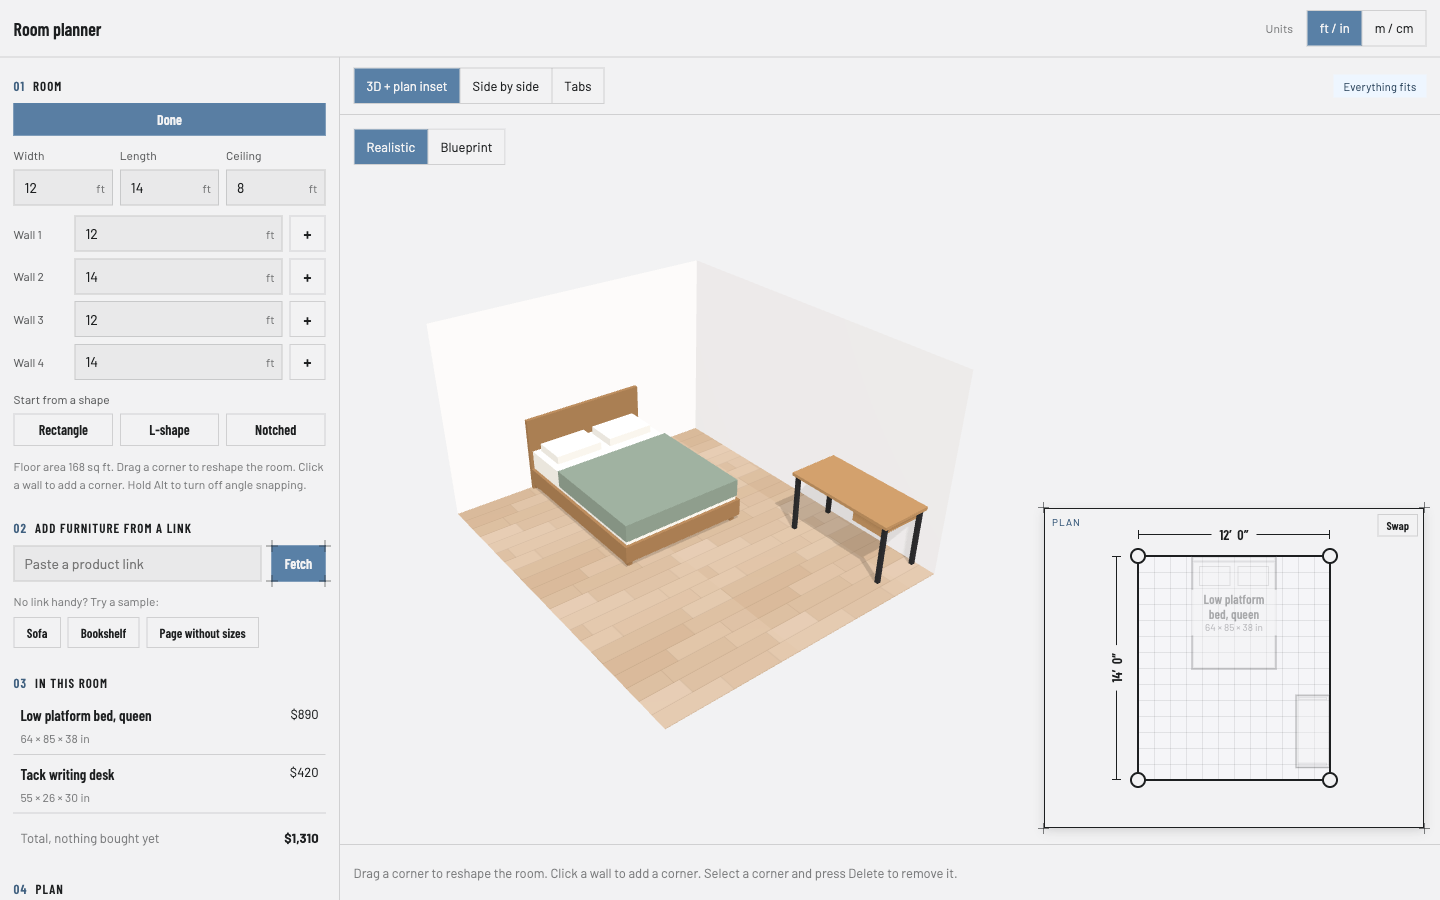 Room planner
Units
ft / in
m / cm
01 ROOM
Done
Width
Length
Ceiling
12 ft
14 ft
8 ft
Wall 1
12 ft
+
Wall 2
14 ft
+
Wall 3
12 ft
+
Wall 4
14 ft
+
Start from a shape
Rectangle
L-shape
Notched
Floor area 168 sq ft. Drag a corner to reshape the room. Click
a wall to add a corner. Hold Alt to turn off angle snapping.
02 ADD FURNITURE FROM A LINK
Paste a product link
Fetch
No link handy? Try a sample:
Sofa
Bookshelf
Page without sizes
03 IN THIS ROOM
Low platform bed, queen $890
64 × 85 × 38 in
Tack writing desk $420
55 × 26 × 30 in
Total, nothing bought yet $1,310
04 PLAN
3D + plan inset
Side by side
Tabs
Everything fits
Realistic
Blueprint
PLAN
Swap
12′ 0″
14′ 0″
Low platform
bed, queen
64 × 85 × 38 in
Drag a corner to reshape the room. Click a wall to add a corner. Select a corner and press Delete to remove it.